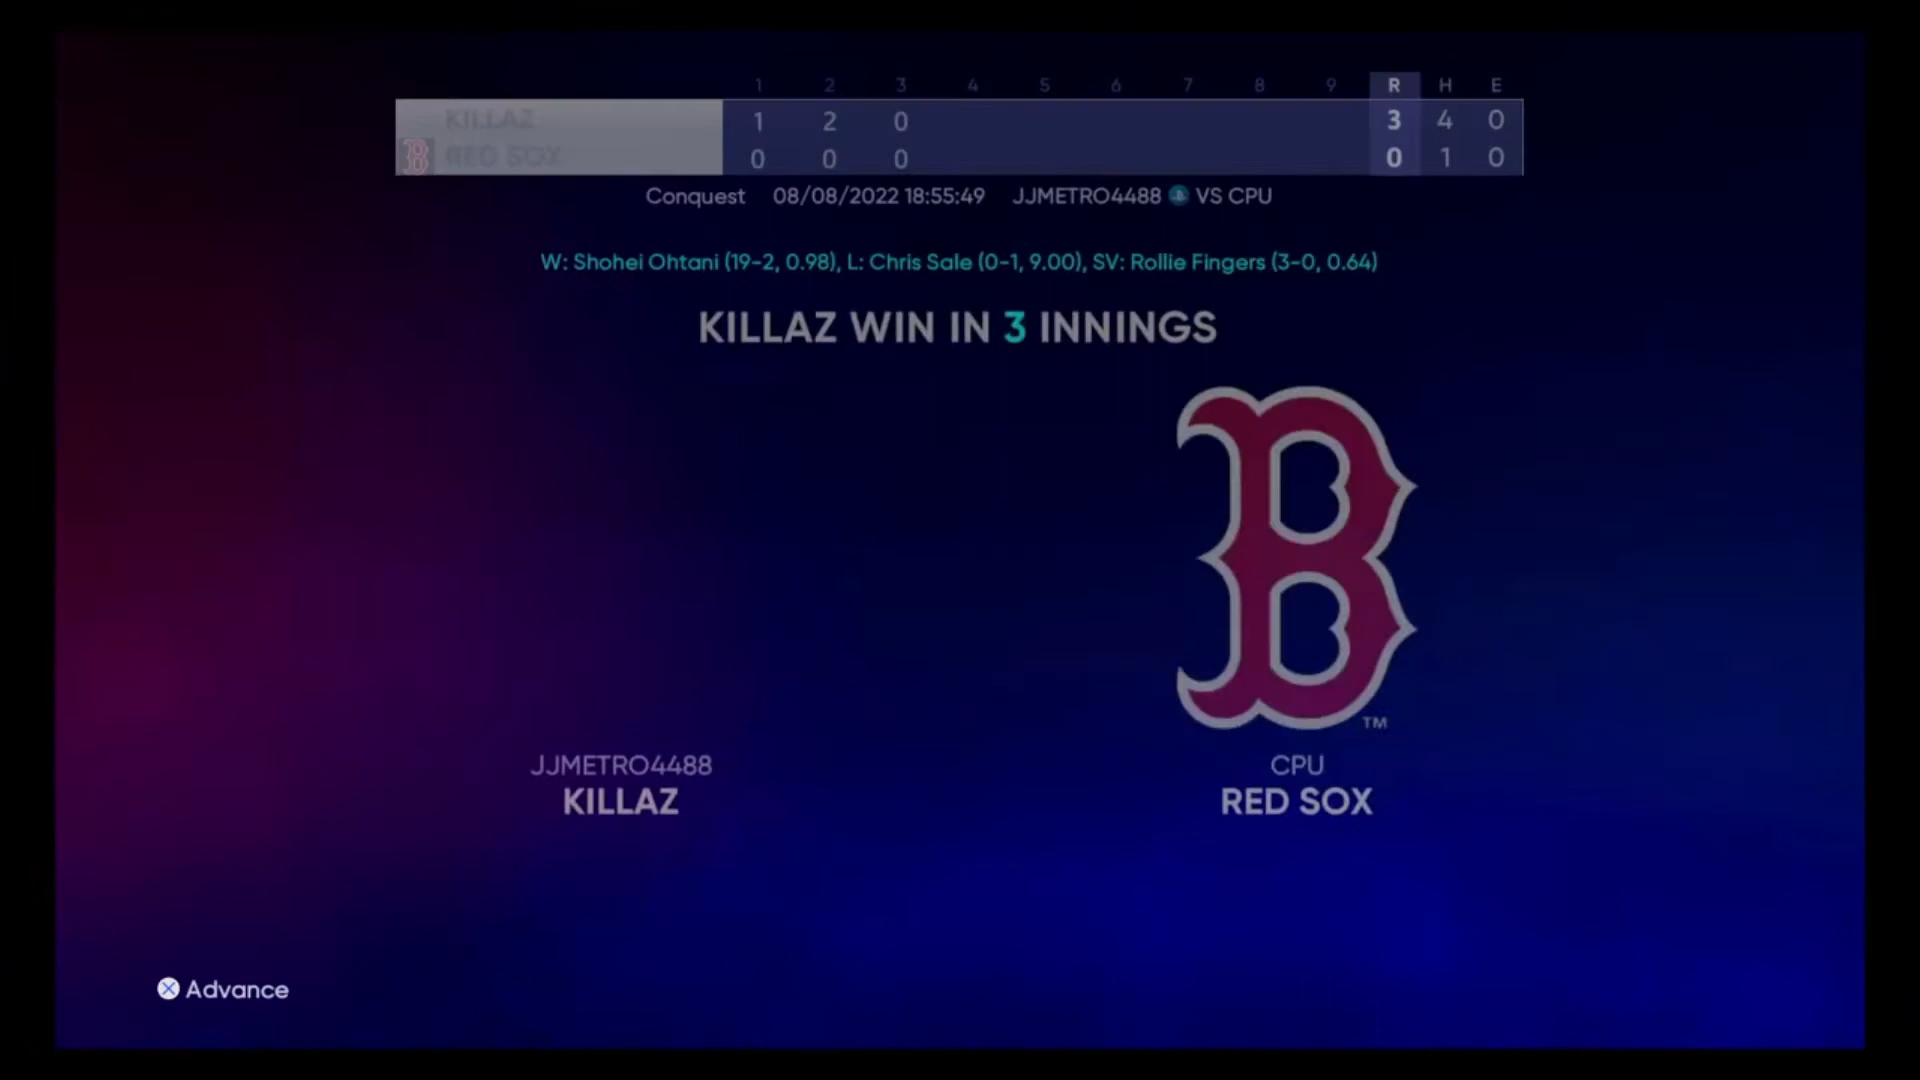 1 2 3 4 5 6 7 8 9 R H E
KILLAZ 1 2 0 3 4 0
B RED SOX 0 0 0 0 1 0
Conquest 08/08/2022 18:55:49 JJMETRO4488 VS CPU
W: Shohei Ohtani (19-2, 0.98), L: Chris Sale (0-1, 9.00), SV: Rollie Fingers (3-0, 0.64)
KILLAZ WIN IN 3 INNINGS
B TM
JJMETRO4488
KILLAZ
CPU
RED SOX
Advance